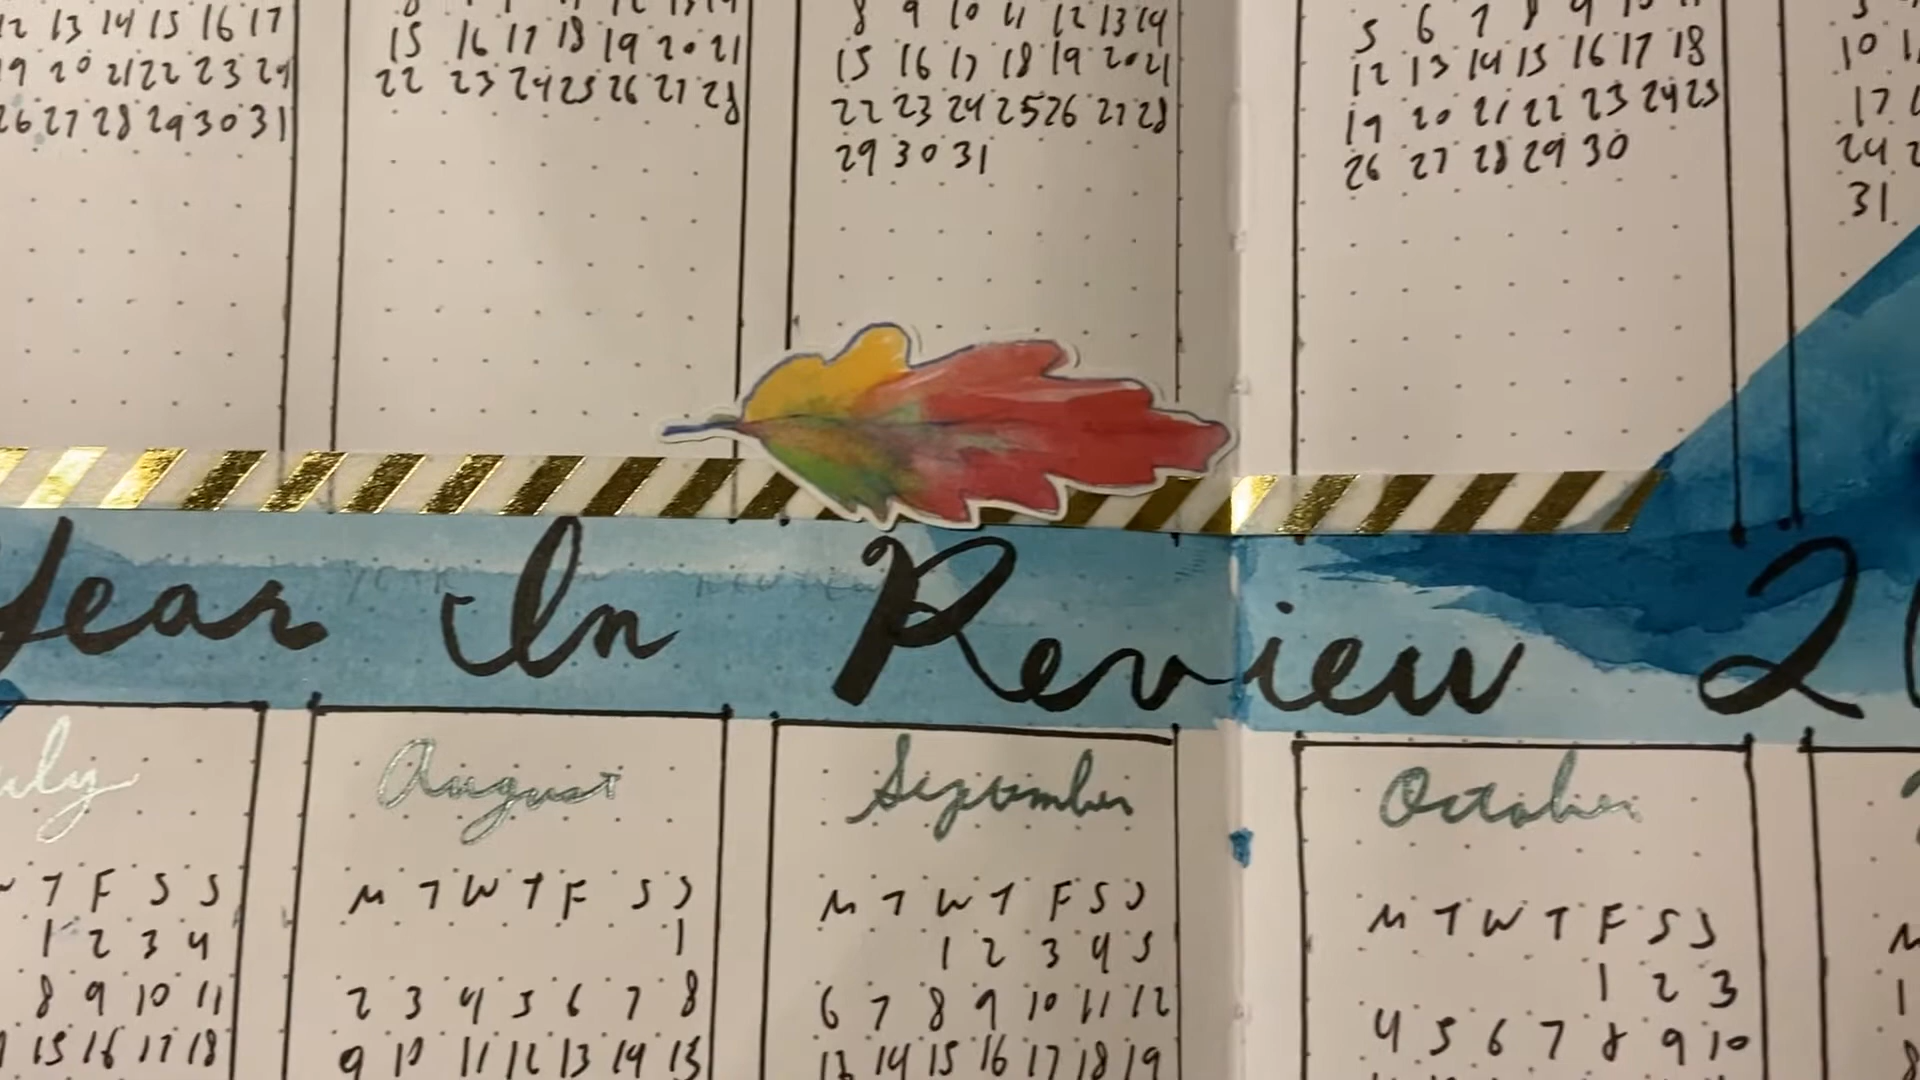 12 13 14 15 16 17
19 20 21 22 23 24
26 27 28 29 30 31
15 16 17 18 19 20 21
22 23 24 25 26 27 28
8 9 10 11 12 13 14
15 16 17 18 19 20 21
22 23 24 25 26 27 28
29 30 31
5 6 7 8 9
12 13 14 15 16 17 18
19 20 21 22 23 24 25
26 27 28 29 30
10
17
24
31
Year In Review 2
July
T F S S
1 2 3 4
8 9 10 11
15 16 17 18
August
M T W T F S S
1
2 3 4 5 6 7 8
9 10 11 12 13 14 15
September
M T W T F S S
1 2 3 4 5
6 7 8 9 10 11 12
13 14 15 16 17 18 19
October
M T W T F S S
1 2 3
4 5 6 7 8 9 10
M
1
8